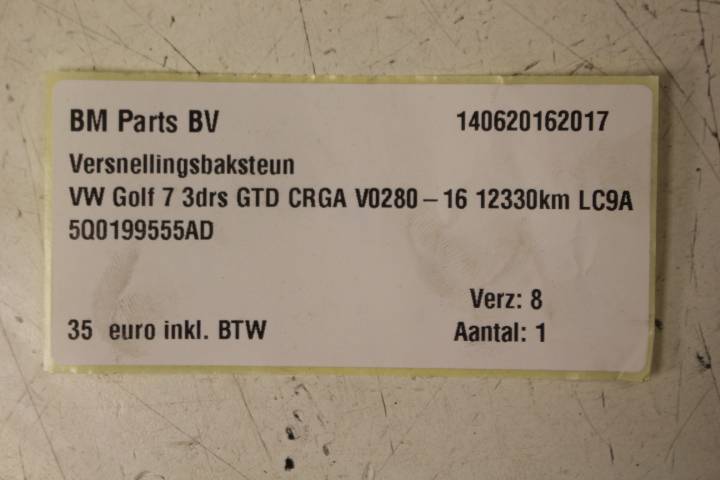 BM Parts BV 140620162017
Versnellingsbaksteun
VW Golf 7 3drs GTD CRGA V0280 – 16 12330km LC9A
5Q0199555AD
Verz: 8
35 euro inkl. BTW Aantal: 1